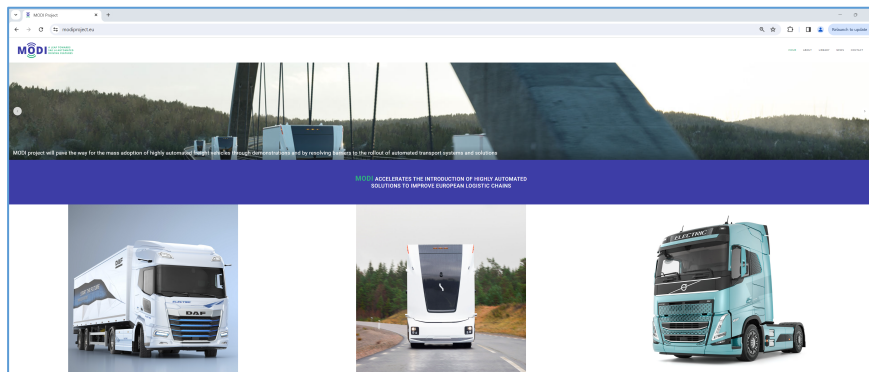 MODI Project
modiproject.eu
Relaunch to update
MODI
HOME ABOUT LIBRARY NEWS CONTACT
MODI project will pave the way for the mass adoption of highly automated freight vehicles through demonstrations and by resolving barriers to the rollout of automated transport systems and solutions
MODI ACCELERATES THE INTRODUCTION OF HIGHLY AUTOMATED
SOLUTIONS TO IMPROVE EUROPEAN LOGISTIC CHAINS
DAF
ELECTRIC
DAF
ELECTRIC